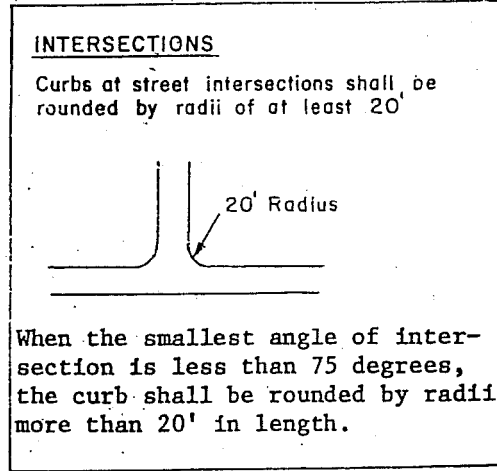 INTERSECTIONS
Curbs at street intersections shall be
rounded by radii of at least 20'
20' Radius
When the smallest angle of inter-
section is less than 75 degrees,
the curb shall be rounded by radii
more than 20' in length.